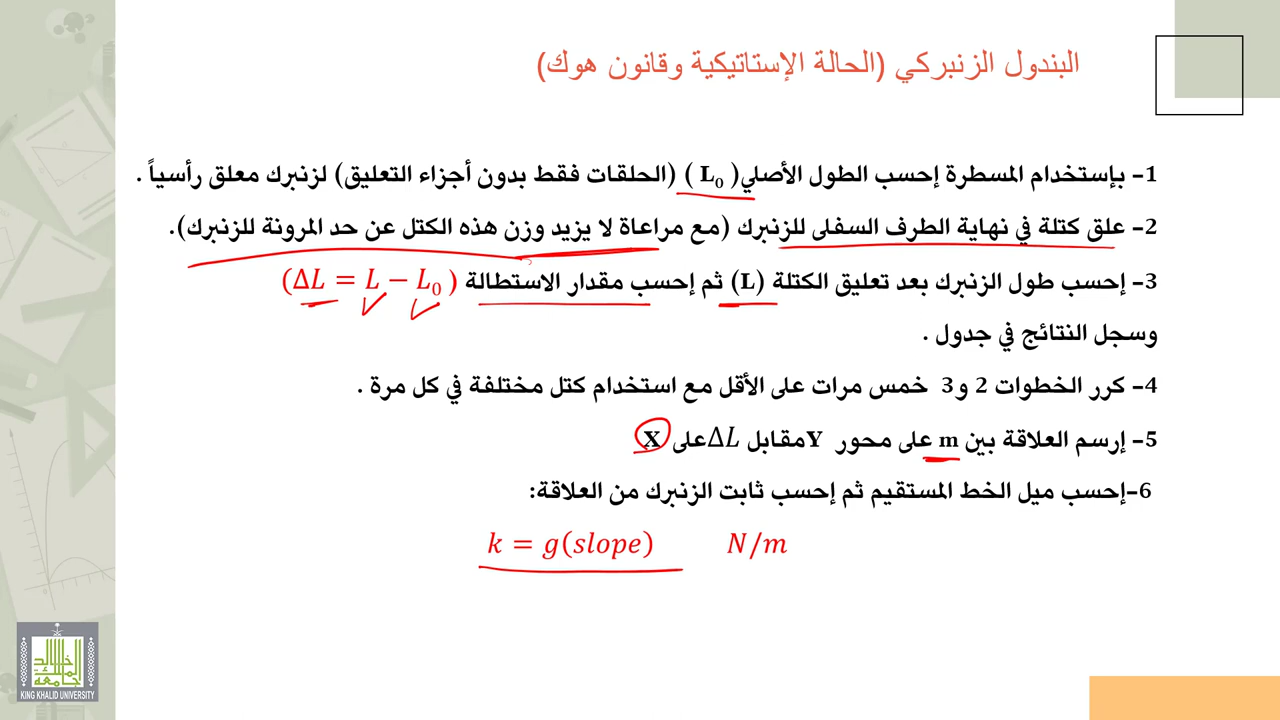 البندول الزنبركي (الحالة الإستاتيكية وقانون هوك)
1- بإستخدام المسطرة إحسب الطول الأصلي( L₀ ) (الحلقات فقط بدون أجزاء التعليق) لزنبرك معلق رأسياً .
2- علق كتلة في نهاية الطرف السفلى للزنبرك (مع مراعاة لا يزيد وزن هذه الكتل عن حد المرونة للزنبرك).
3- إحسب طول الزنبرك بعد تعليق الكتلة (L) ثم إحسب مقدار الاستطالة (ΔL = L − L₀ )
وسجل النتائج في جدول .
4- كرر الخطوات 2 و3 خمس مرات على الأقل مع استخدام كتل مختلفة في كل مرة .
5- إرسم العلاقة بين m على محور Y مقابل ΔL على X
6-إحسب ميل الخط المستقيم ثم إحسب ثابت الزنبرك من العلاقة:
k = g(slope) N/m
جامعة الملك خالد
KING KHALID UNIVERSITY